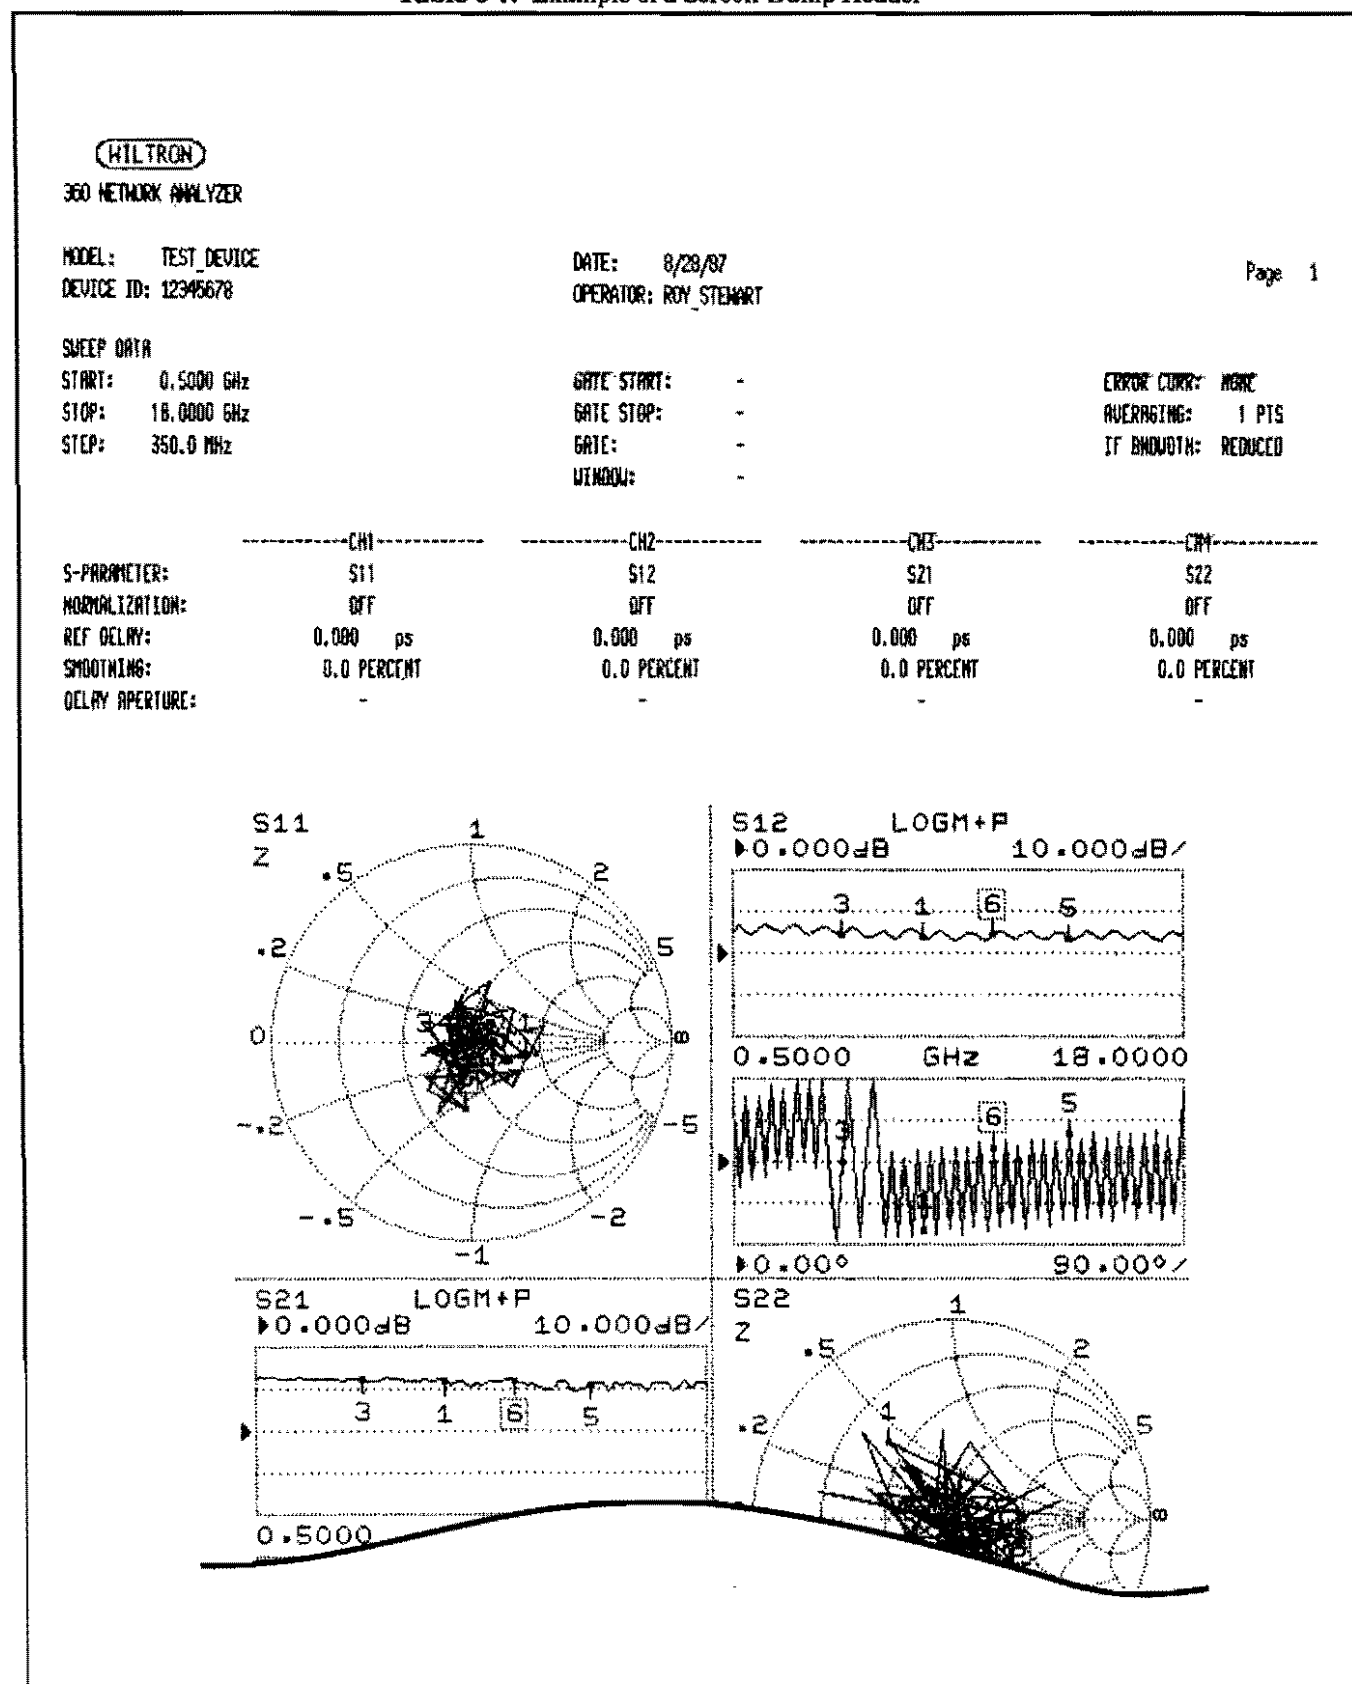 WILTRON
360 NETWORK ANALYZER
MODEL: TEST_DEVICE
DEVICE ID: 12345678
DATE: 8/28/87
OPERATOR: ROY_STEWART
Page 1
SWEEP DATA
START: 0.5000 GHz
STOP: 18.0000 GHz
STEP: 350.0 MHz
GATE START: -
GATE STOP: -
GATE: -
WINDOW: -
ERROR CORR: NONE
AVERAGING: 1 PTS
IF BNDWDTH: REDUCED
------------CH1------------ ------------CH2------------ ------------CH3------------ ------------CH4------------
S-PARAMETER: S11 S12 S21 S22
NORMALIZATION: OFF OFF OFF OFF
REF DELAY: 0.000 ps 0.000 ps 0.000 ps 0.000 ps
SMOOTHING: 0.0 PERCENT 0.0 PERCENT 0.0 PERCENT 0.0 PERCENT
DELAY APERTURE: - - - -
S11
Z
1
.5
2
.2
5
0
∞
3
1
-.2
-5
-.5
-2
-1
S12 LOGM+P
▶0.000dB 10.000dB/
3 1 6 5
0.5000 GHz 18.0000
3 1 6 5
▶0.00° 90.00°/
S21 LOGM+P
▶0.000dB 10.000dB/
3 1 6 5
0.5000
S22
Z
1
.5
2
.2
1
5
∞